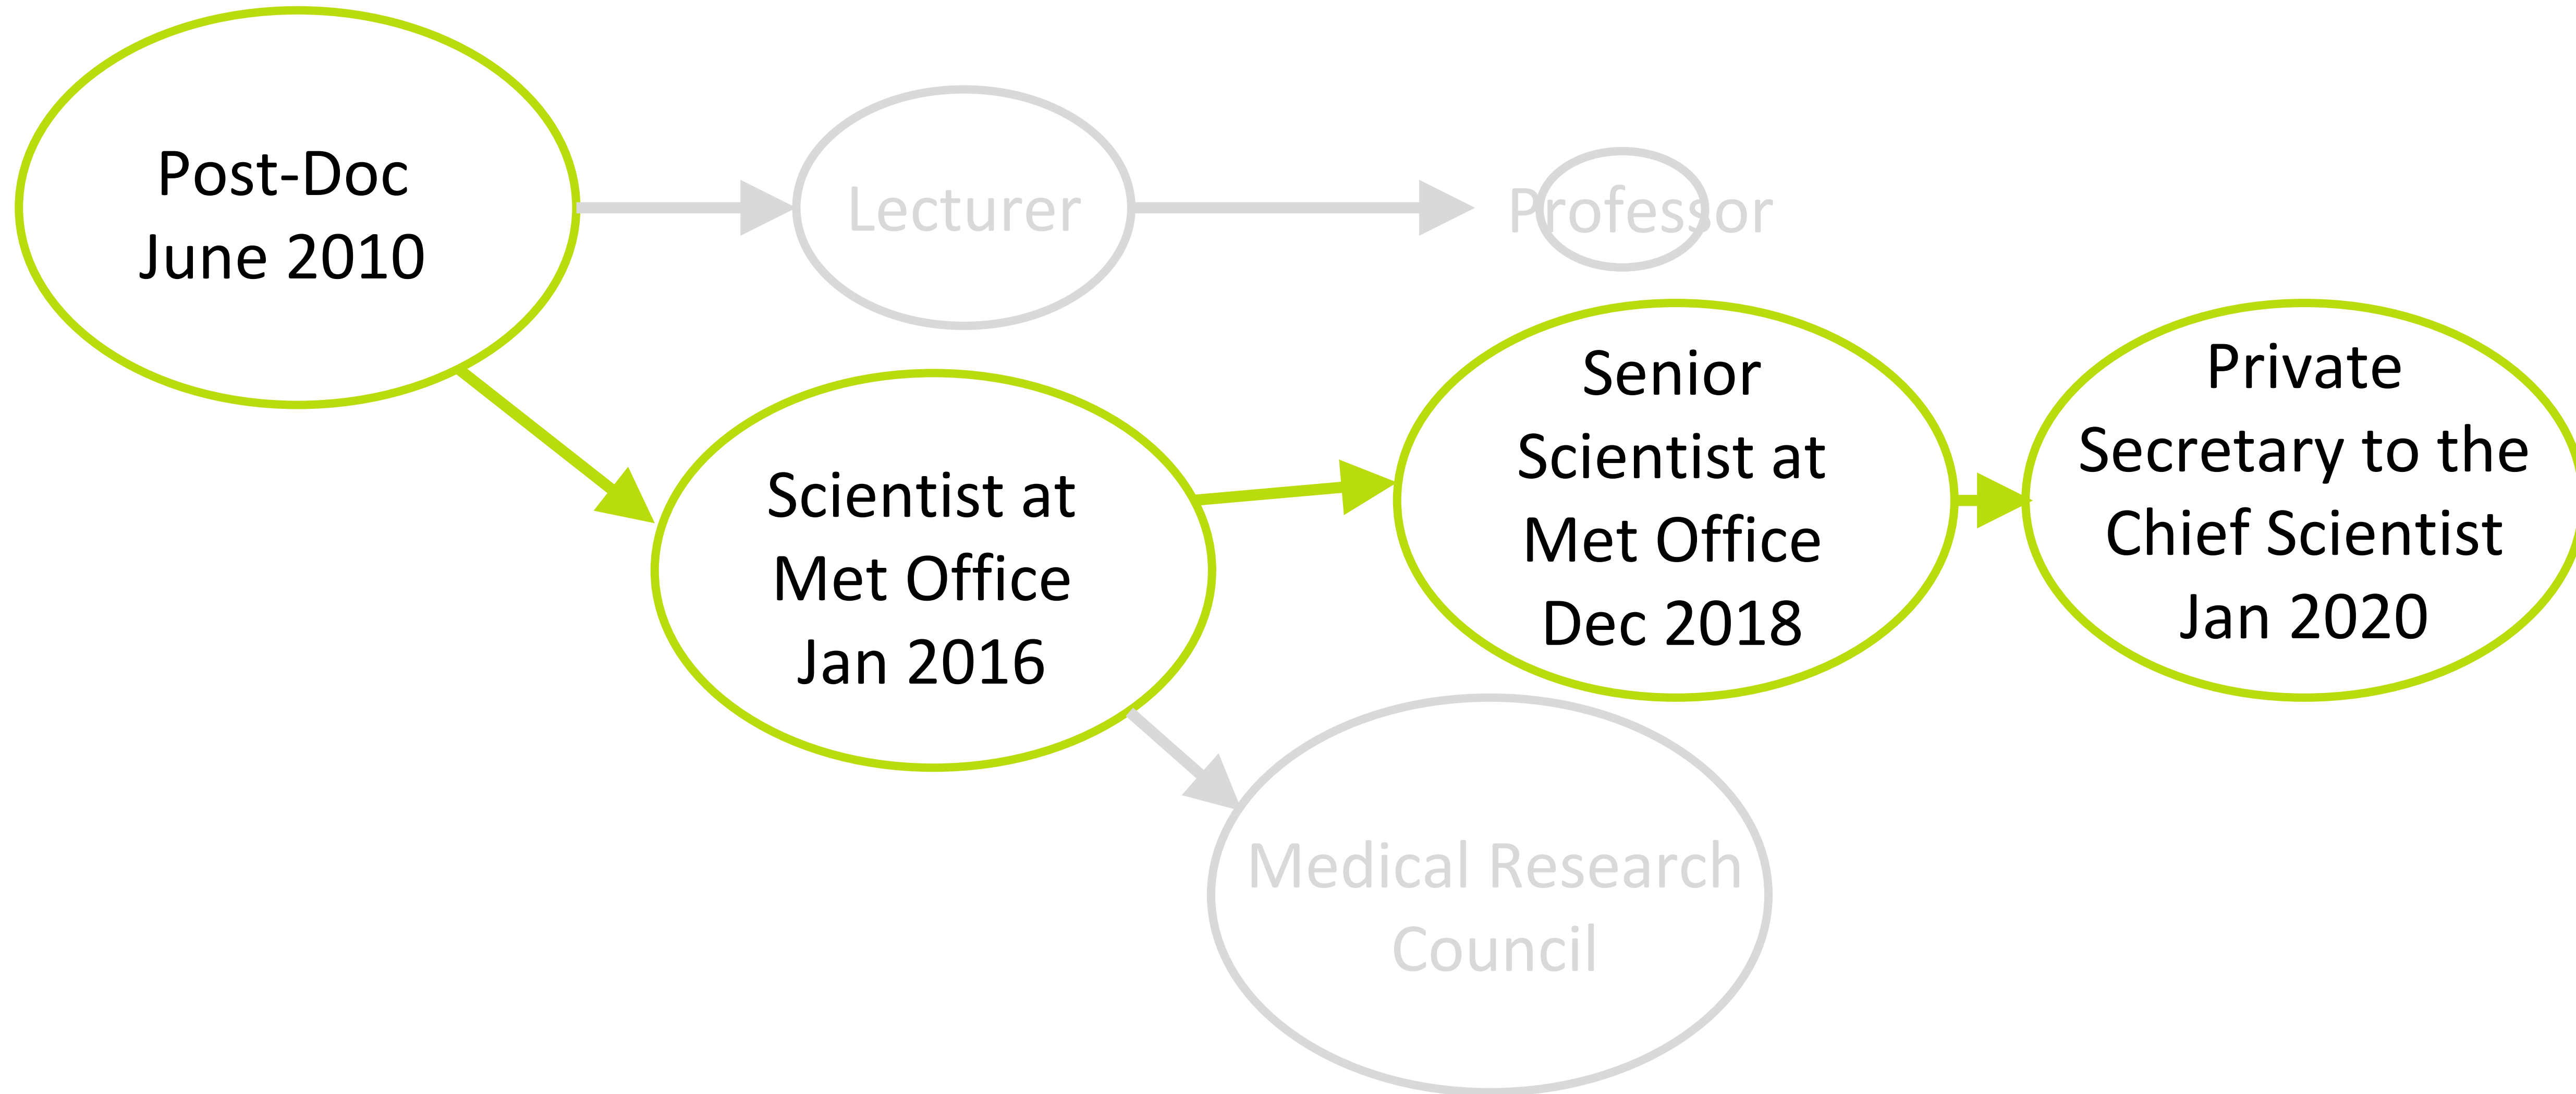 Post-Doc
June 2010
Lecturer
Professor
Scientist at
Met Office
Jan 2016
Senior
Scientist at
Met Office
Dec 2018
Private
Secretary to the
Chief Scientist
Jan 2020
Medical Research
Council